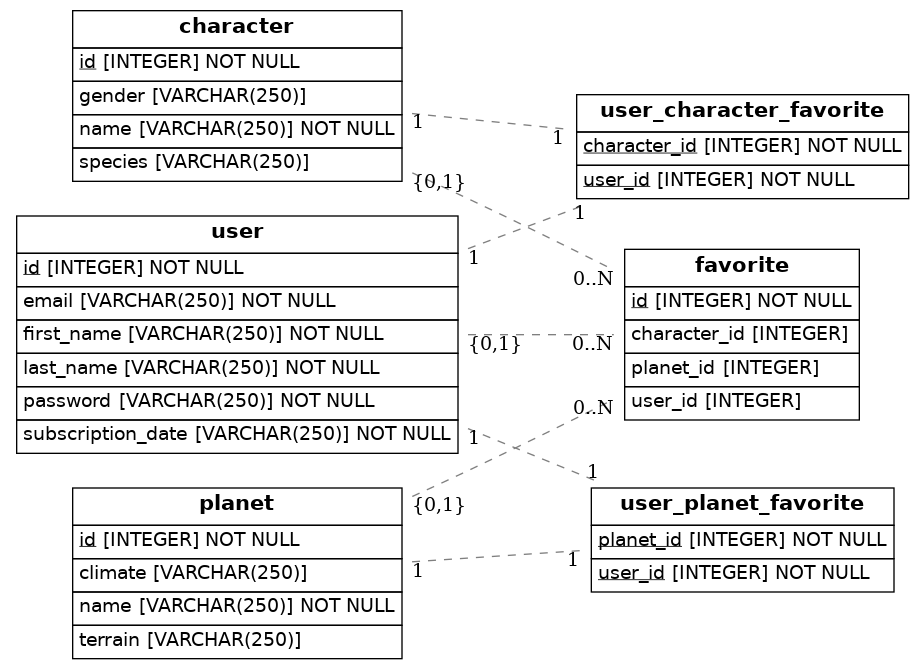 character
id [INTEGER] NOT NULL
gender [VARCHAR(250)]
name [VARCHAR(250)] NOT NULL
species [VARCHAR(250)]
1
1
{0,1}
0..N
user_character_favorite
character_id [INTEGER] NOT NULL
user_id [INTEGER] NOT NULL
1
1
user
id [INTEGER] NOT NULL
email [VARCHAR(250)] NOT NULL
first_name [VARCHAR(250)] NOT NULL
last_name [VARCHAR(250)] NOT NULL
password [VARCHAR(250)] NOT NULL
subscription_date [VARCHAR(250)] NOT NULL
{0,1}
0..N
favorite
id [INTEGER] NOT NULL
character_id [INTEGER]
planet_id [INTEGER]
user_id [INTEGER]
0..N
1
1
{0,1}
planet
id [INTEGER] NOT NULL
climate [VARCHAR(250)]
name [VARCHAR(250)] NOT NULL
terrain [VARCHAR(250)]
1
1
user_planet_favorite
planet_id [INTEGER] NOT NULL
user_id [INTEGER] NOT NULL